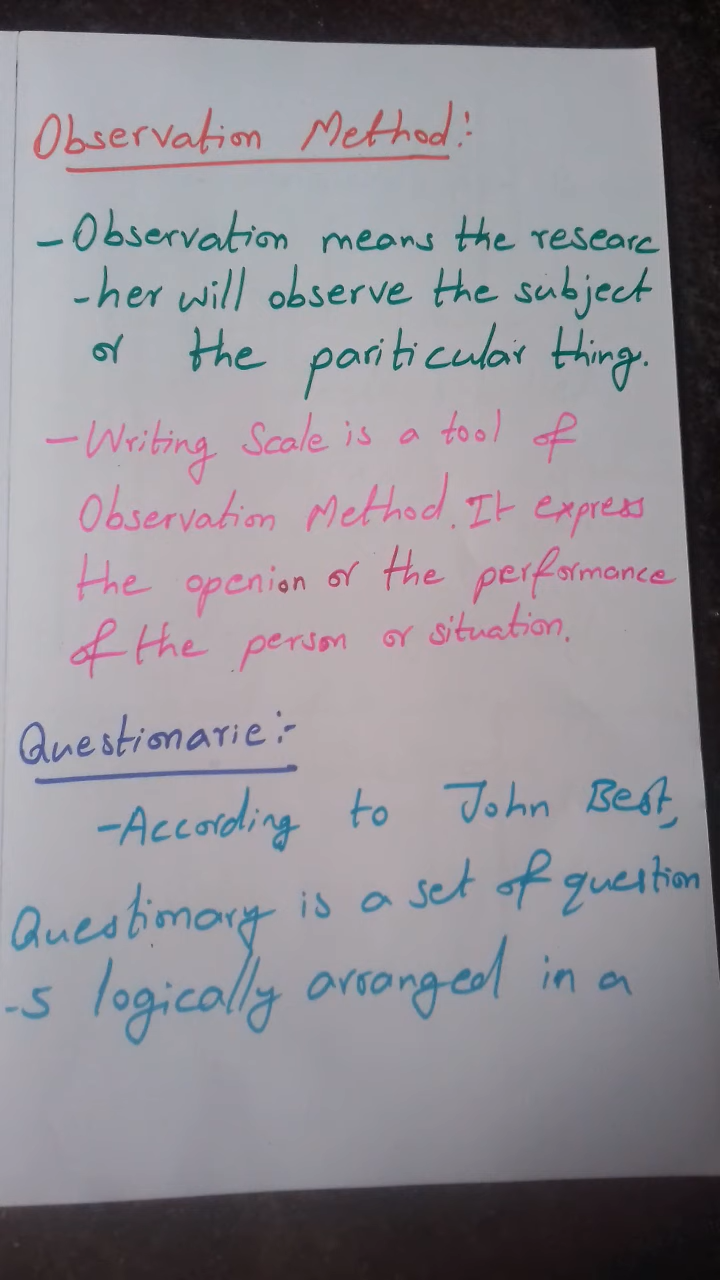 Observation Method:-
- Observation means the researc
-her will observe the subject
or the pariticular thing.
- Writing Scale is a tool of
Observation Method. It express
the openion or the performance
of the person or situation.
Questionarie:-
- According to John Best,
Questionary is a set of question
-s logically arranged in a